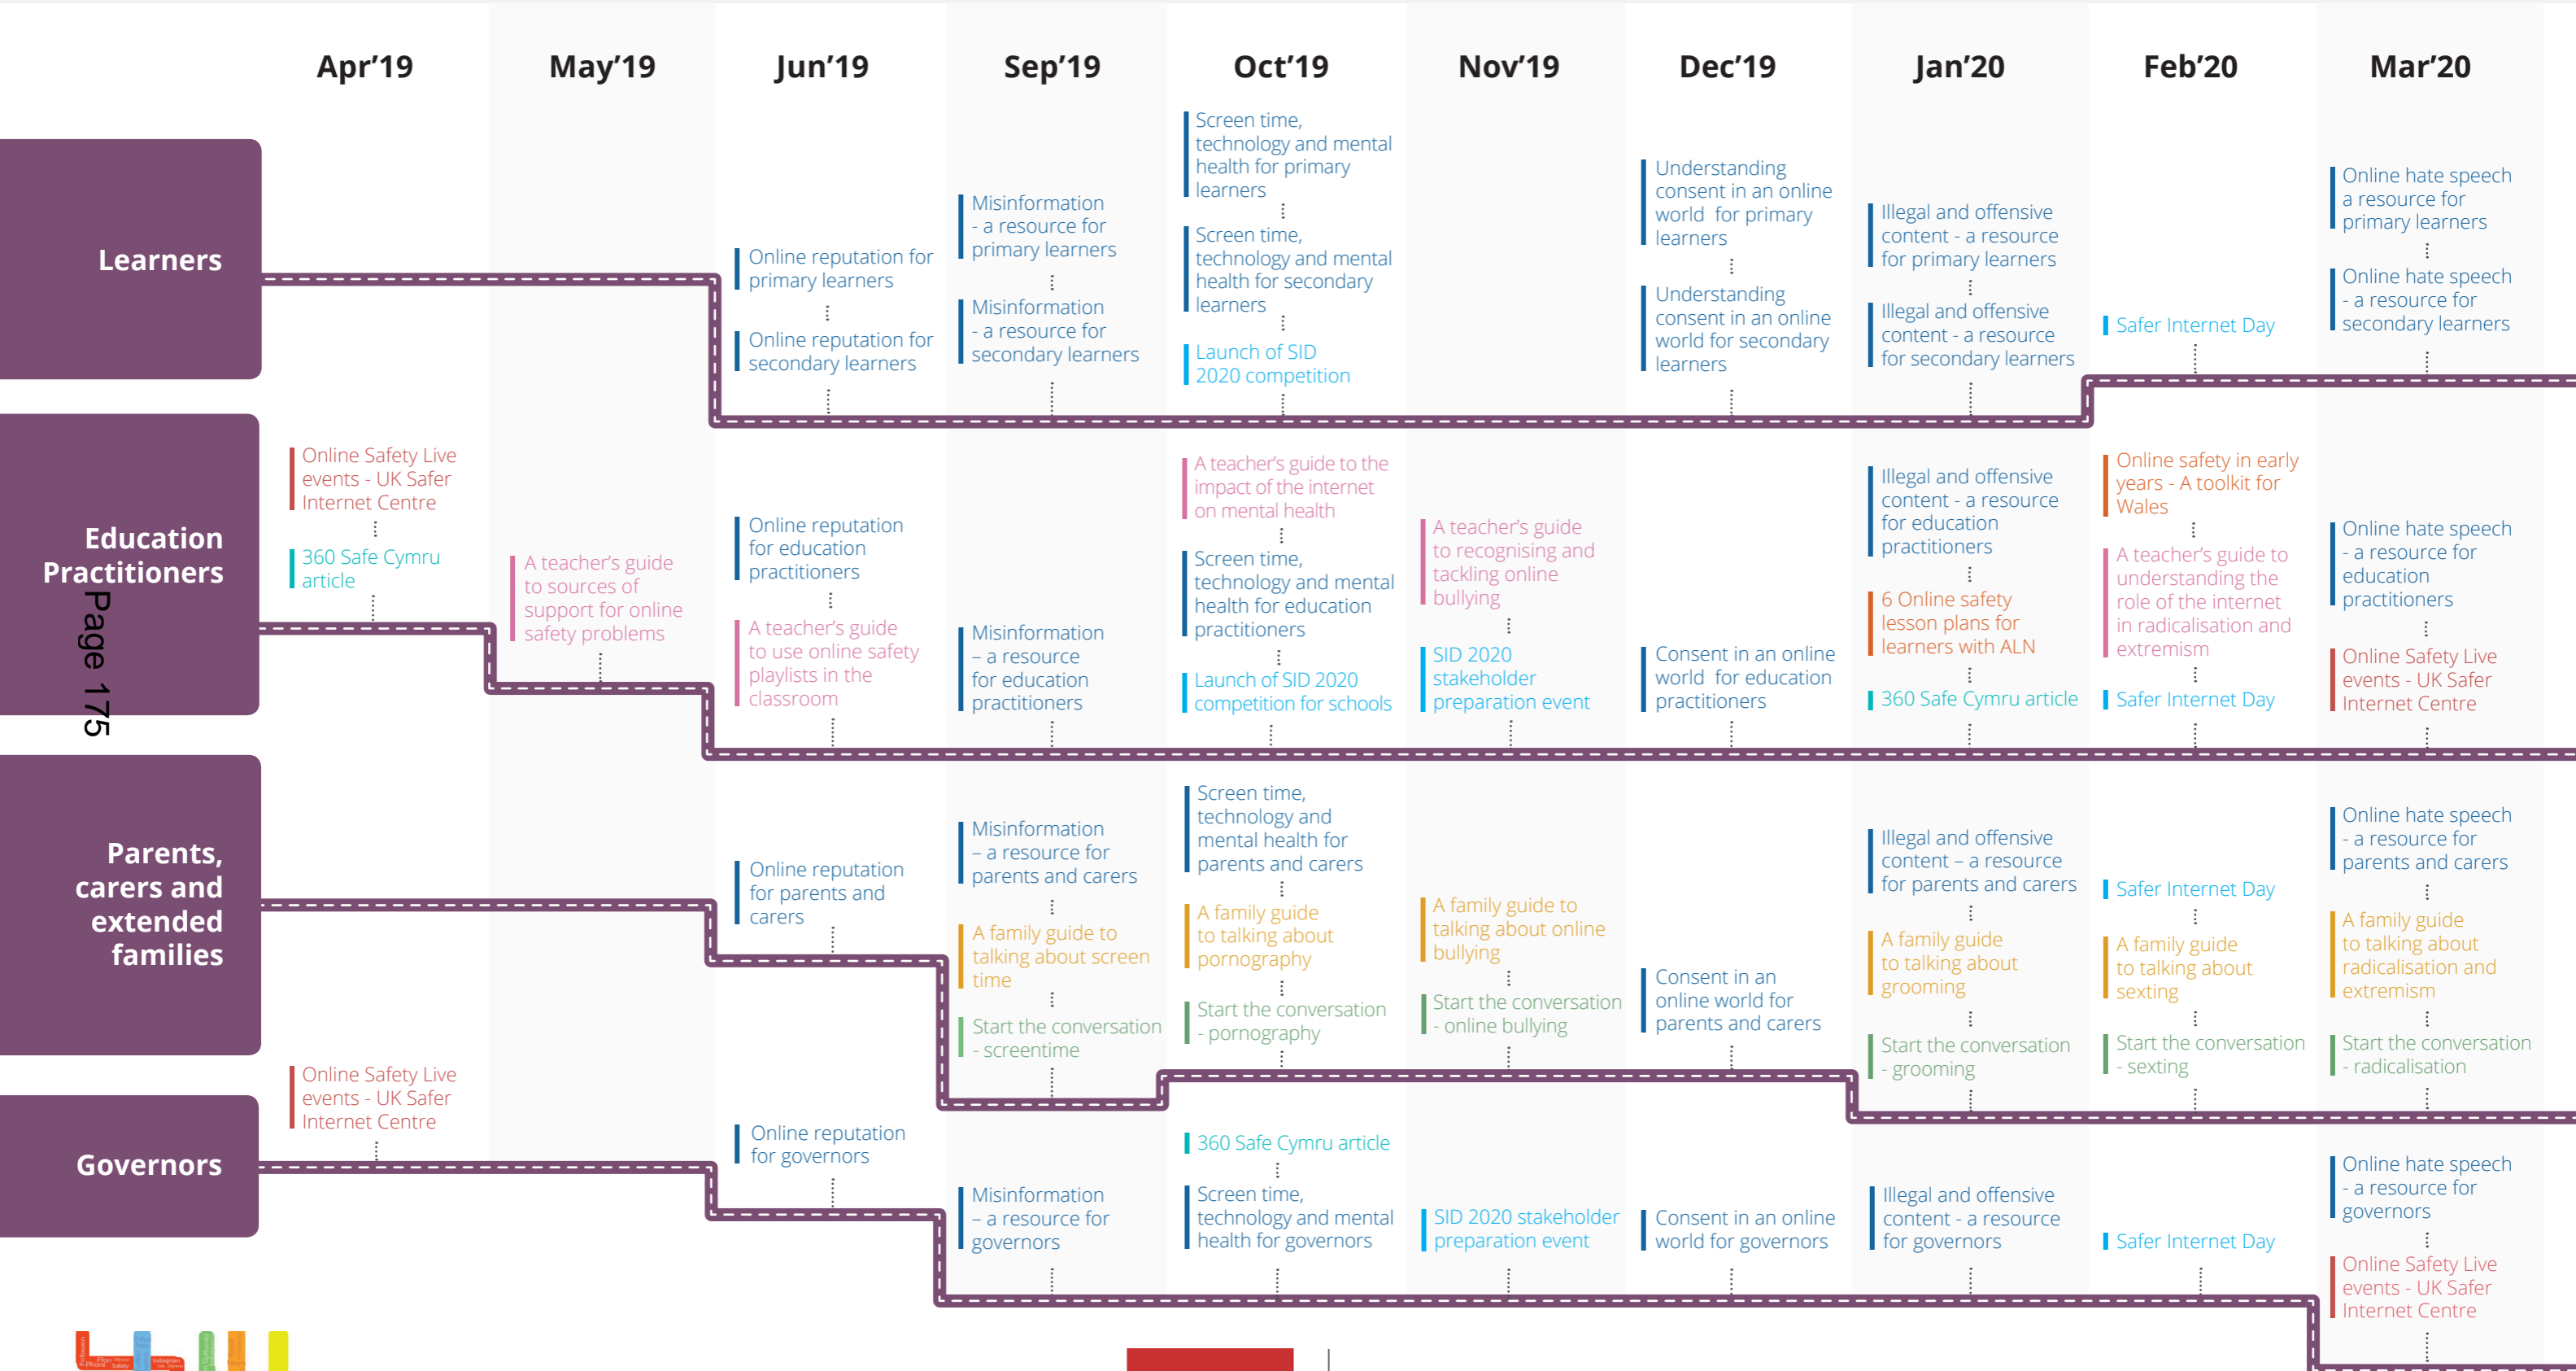 Apr’19
May’19
Jun’19
Sep’19
Oct’19
Nov’19
Dec’19
Jan’20
Feb’20
Mar’20
Learners
Online reputation for
primary learners
Online reputation for
secondary learners
Misinformation
- a resource for
primary learners
Misinformation
- a resource for
secondary learners
Screen time,
technology and mental
health for primary
learners
Screen time,
technology and mental
health for secondary
learners
Launch of SID
2020 competition
Understanding
consent in an online
world for primary
learners
Understanding
consent in an online
world for secondary
learners
Illegal and offensive
content - a resource
for primary learners
Illegal and offensive
content - a resource
for secondary learners
Safer Internet Day
Online hate speech
a resource for
primary learners
Online hate speech
- a resource for
secondary learners
Education
Practitioners
Page 175
Online Safety Live
events - UK Safer
Internet Centre
360 Safe Cymru
article
A teacher’s guide
to sources of
support for online
safety problems
Online reputation
for education
practitioners
A teacher’s guide
to use online safety
playlists in the
classroom
Misinformation
– a resource
for education
practitioners
A teacher’s guide to the
impact of the internet
on mental health
Screen time,
technology and mental
health for education
practitioners
Launch of SID 2020
competition for schools
A teacher’s guide
to recognising and
tackling online
bullying
SID 2020
stakeholder
preparation event
Consent in an online
world for education
practitioners
Illegal and offensive
content - a resource
for education
practitioners
6 Online safety
lesson plans for
learners with ALN
360 Safe Cymru article
Online safety in early
years - A toolkit for
Wales
A teacher’s guide to
understanding the
role of the internet
in radicalisation and
extremism
Safer Internet Day
Online hate speech
- a resource for
education
practitioners
Online Safety Live
events - UK Safer
Internet Centre
Parents,
carers and
extended
families
Online reputation
for parents and
carers
Misinformation
– a resource for
parents and carers
A family guide to
talking about screen
time
Start the conversation
- screentime
Screen time,
technology and
mental health for
parents and carers
A family guide
to talking about
pornography
Start the conversation
- pornography
A family guide to
talking about online
bullying
Start the conversation
- online bullying
Consent in an
online world for
parents and carers
Illegal and offensive
content – a resource
for parents and carers
A family guide
to talking about
grooming
Start the conversation
- grooming
Safer Internet Day
A family guide
to talking about
sexting
Start the conversation
- sexting
Online hate speech
- a resource for
parents and carers
A family guide
to talking about
radicalisation and
extremism
Start the conversation
- radicalisation
Governors
Online Safety Live
events - UK Safer
Internet Centre
Online reputation
for governors
Misinformation
– a resource for
governors
360 Safe Cymru article
Screen time,
technology and mental
health for governors
SID 2020 stakeholder
preparation event
Consent in an online
world for governors
Illegal and offensive
content - a resource
for governors
Safer Internet Day
Online hate speech
- a resource for
governors
Online Safety Live
events - UK Safer
Internet Centre